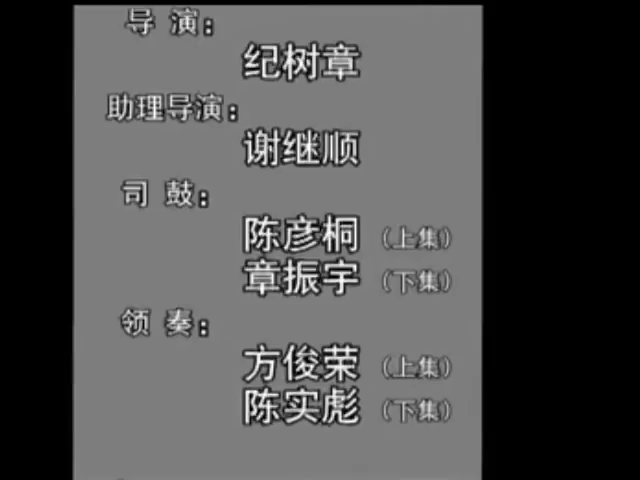 导 演：
纪树章
助理导演：
谢继顺
司 鼓：
陈彦桐 （上集）
章振宇 （下集）
领 奏：
方俊荣 （上集）
陈实彪 （下集）